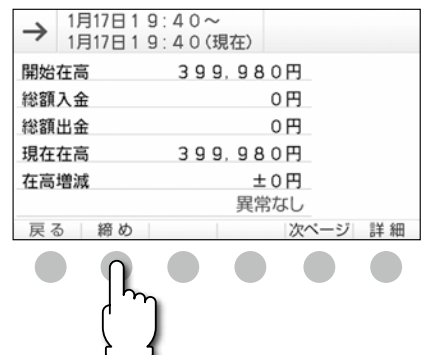 → 1月17日19:40～
1月17日19:40(現在)
開始在高 399,980円
総額入金 0円
総額出金 0円
現在在高 399,980円
在高増減 ±0円
異常なし
戻る 締め 次ページ 詳細